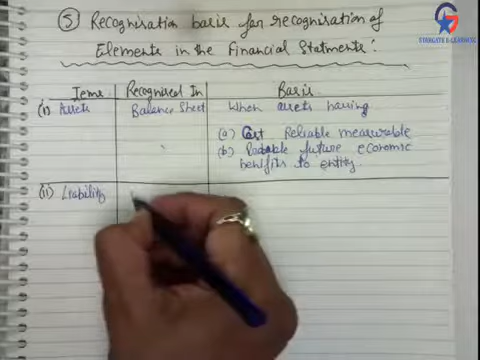 ⑤ Recognisation basis for recognisation of
Elements in the Financial Statments:
Items Recognised In Basis
(i) Assets Balance Sheet When assets having
(a) Cost Reliable measurable
(b) Probable future economic
benefits to entity.
(ii) Liability
STARGATE E-LEARNING